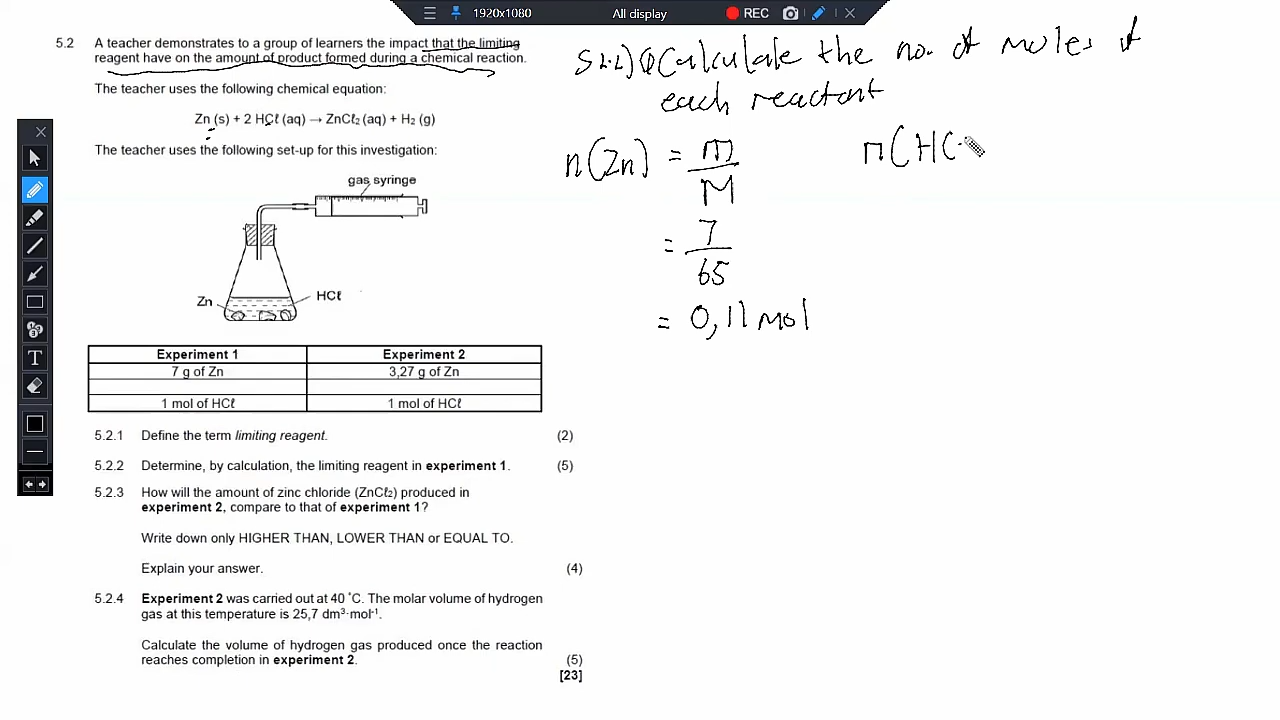 1920x1080
All display
REC
5.2 A teacher demonstrates to a group of learners the impact that the limiting
reagent have on the amount of product formed during a chemical reaction.
The teacher uses the following chemical equation:
Zn (s) + 2 HCℓ (aq) → ZnCℓ₂ (aq) + H₂ (g)
The teacher uses the following set-up for this investigation:
gas syringe
Zn
HCℓ
Experiment 1 Experiment 2
7 g of Zn 3,27 g of Zn
1 mol of HCℓ 1 mol of HCℓ
5.2.1 Define the term limiting reagent. (2)
5.2.2 Determine, by calculation, the limiting reagent in experiment 1. (5)
5.2.3 How will the amount of zinc chloride (ZnCℓ₂) produced in
experiment 2, compare to that of experiment 1?
Write down only HIGHER THAN, LOWER THAN or EQUAL TO.
Explain your answer. (4)
5.2.4 Experiment 2 was carried out at 40 ˚C. The molar volume of hydrogen
gas at this temperature is 25,7 dm³·mol⁻¹.
Calculate the volume of hydrogen gas produced once the reaction
reaches completion in experiment 2. (5)
[23]
Calculate the no. of moles of
each reactant
n(Zn) = m
M
= 7
65
= 0,11 mol
n(HC
T